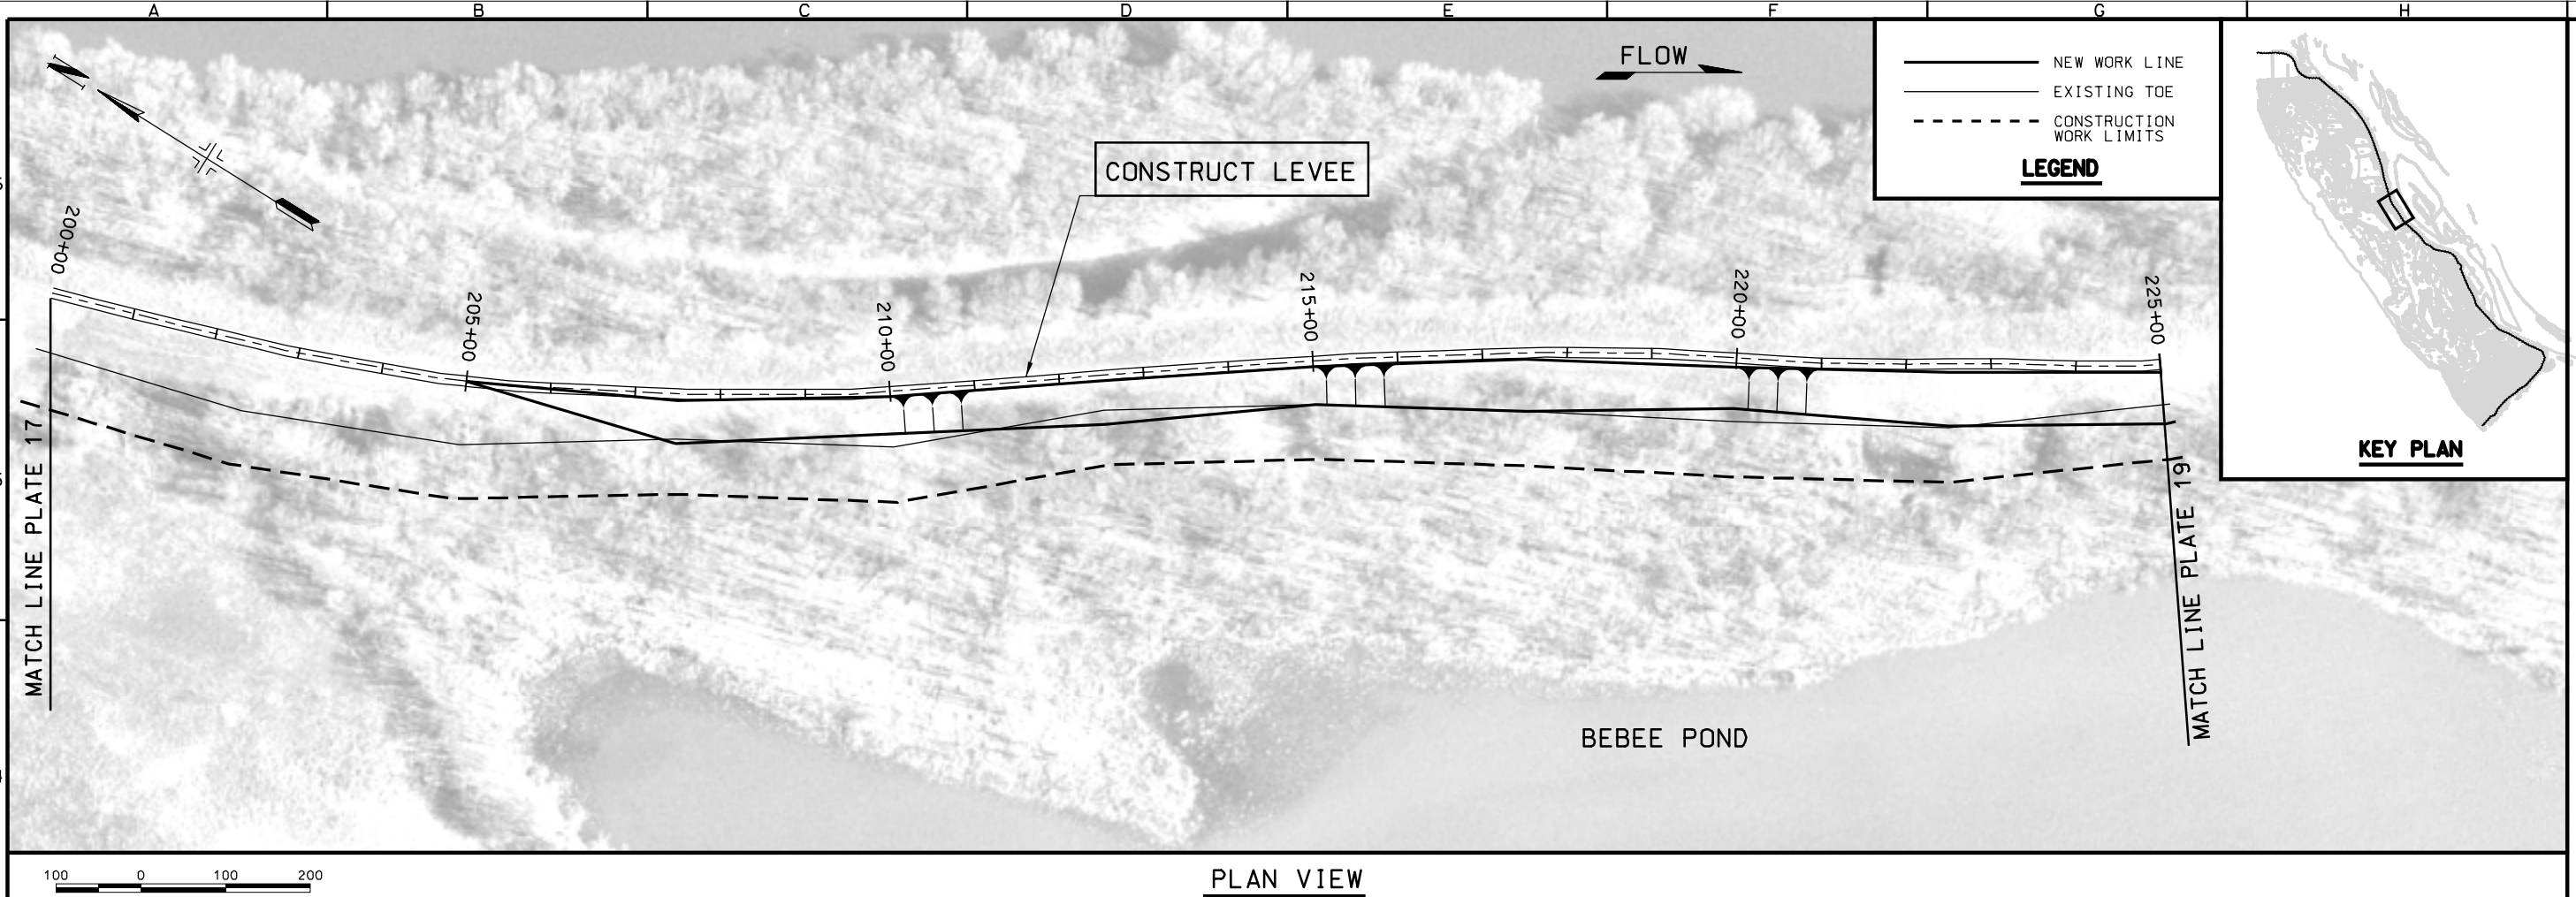 A B C D E F G H
N
FLOW
NEW WORK LINE
EXISTING TOE
CONSTRUCTION
WORK LIMITS
LEGEND
KEY PLAN
CONSTRUCT LEVEE
200+00
205+00
210+00
215+00
220+00
225+00
MATCH LINE PLATE 17
MATCH LINE PLATE 19
BEBEE POND
100 0 100 200
PLAN VIEW